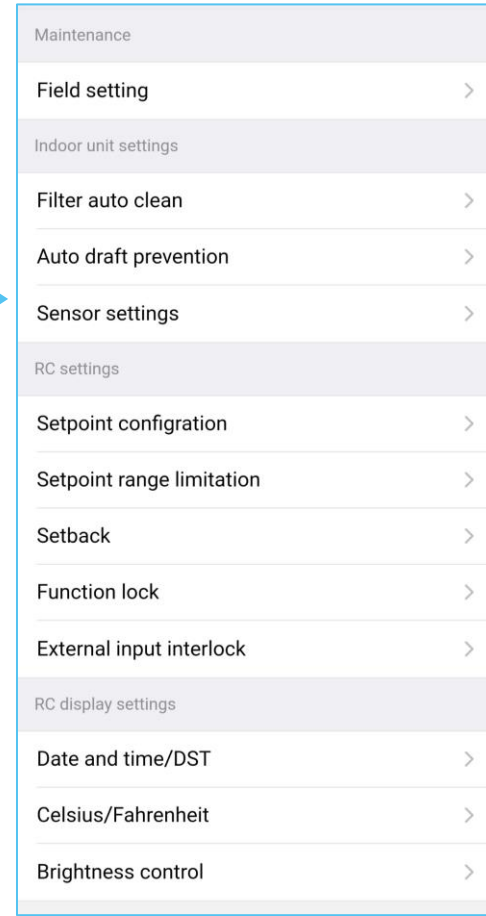 Maintenance
Field setting
Indoor unit settings
Filter auto clean
Auto draft prevention
Sensor settings
RC settings
Setpoint configration
Setpoint range limitation
Setback
Function lock
External input interlock
RC display settings
Date and time/DST
Celsius/Fahrenheit
Brightness control